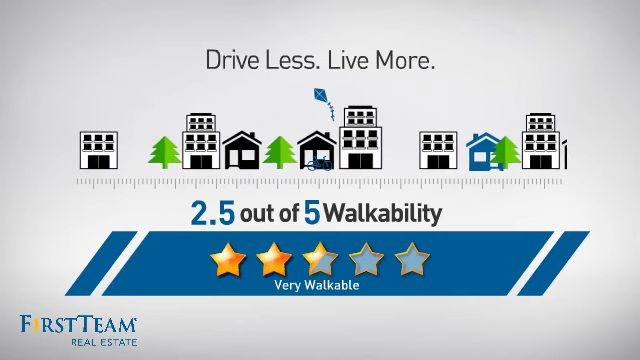 Drive Less. Live More.
2.5 out of 5 Walkability
Very Walkable
FIRSTTEAM®
REAL ESTATE